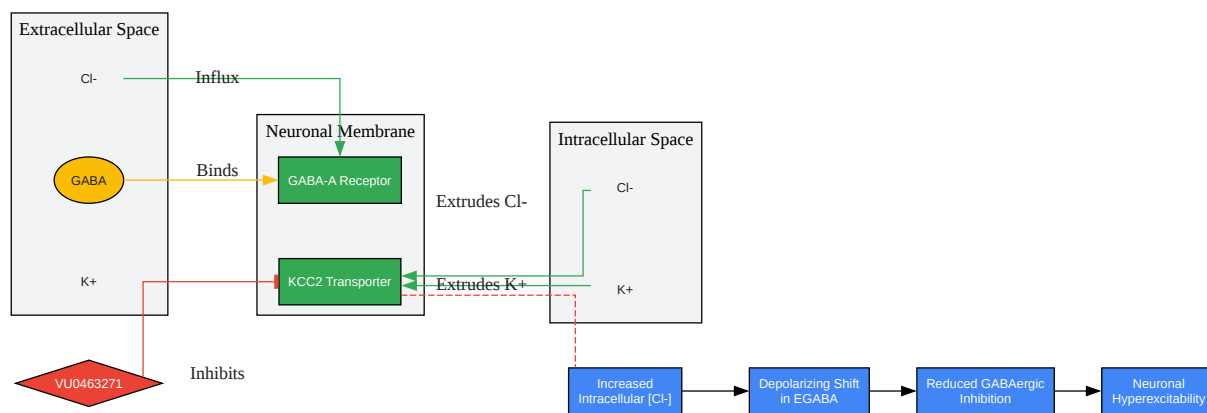 Extracellular Space
Cl-
Influx
Neuronal Membrane
Intracellular Space
GABA
Binds
GABA-A Receptor
Cl-
Extrudes Cl-
K+
KCC2 Transporter
Extrudes K+
K+
VU0463271
Inhibits
Increased
Intracellular [Cl-]
Depolarizing Shift
in EGABA
Reduced GABAergic
Inhibition
Neuronal
Hyperexcitability